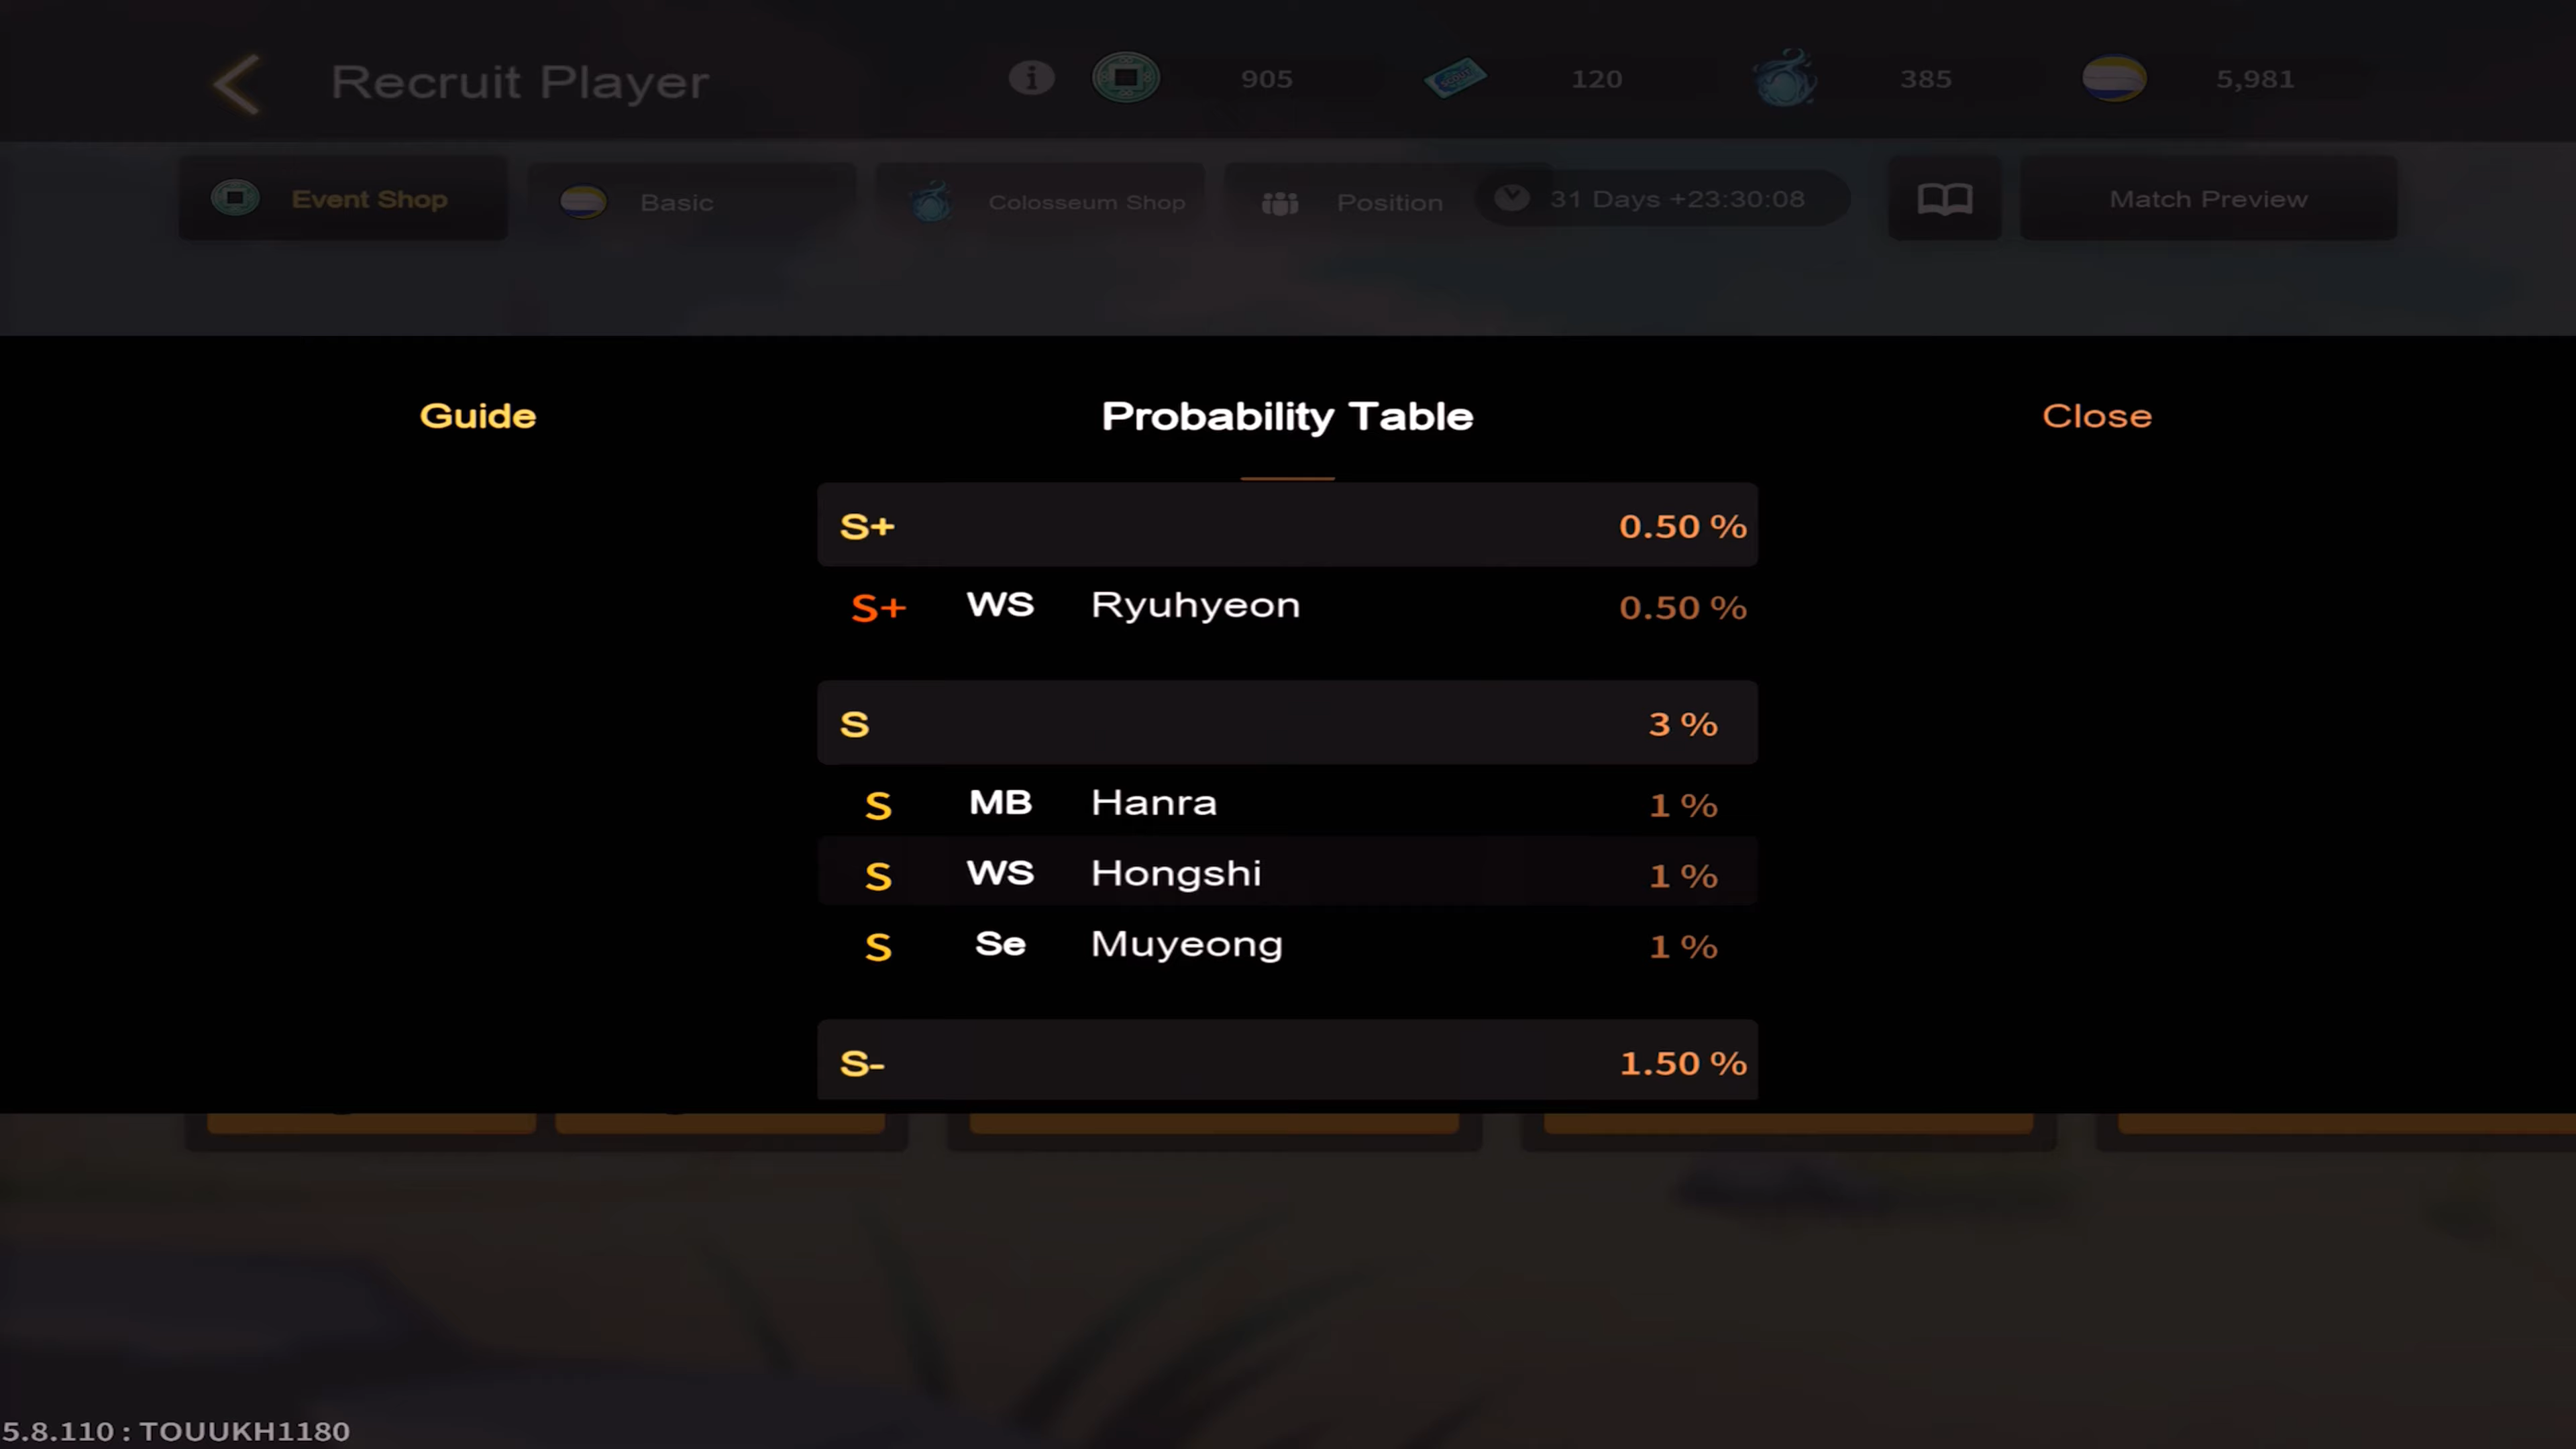 Recruit Player
905
120
385
5,981
Event Shop
Basic
Colosseum Shop
Position
31 Days +23:30:08
Match Preview
Guide
Probability Table
Close
S+ 0.50 %
S+ WS Ryuhyeon 0.50 %
S 3 %
S MB Hanra 1 %
S WS Hongshi 1 %
S Se Muyeong 1 %
S- 1.50 %
5.8.110 : TOUUKH1180